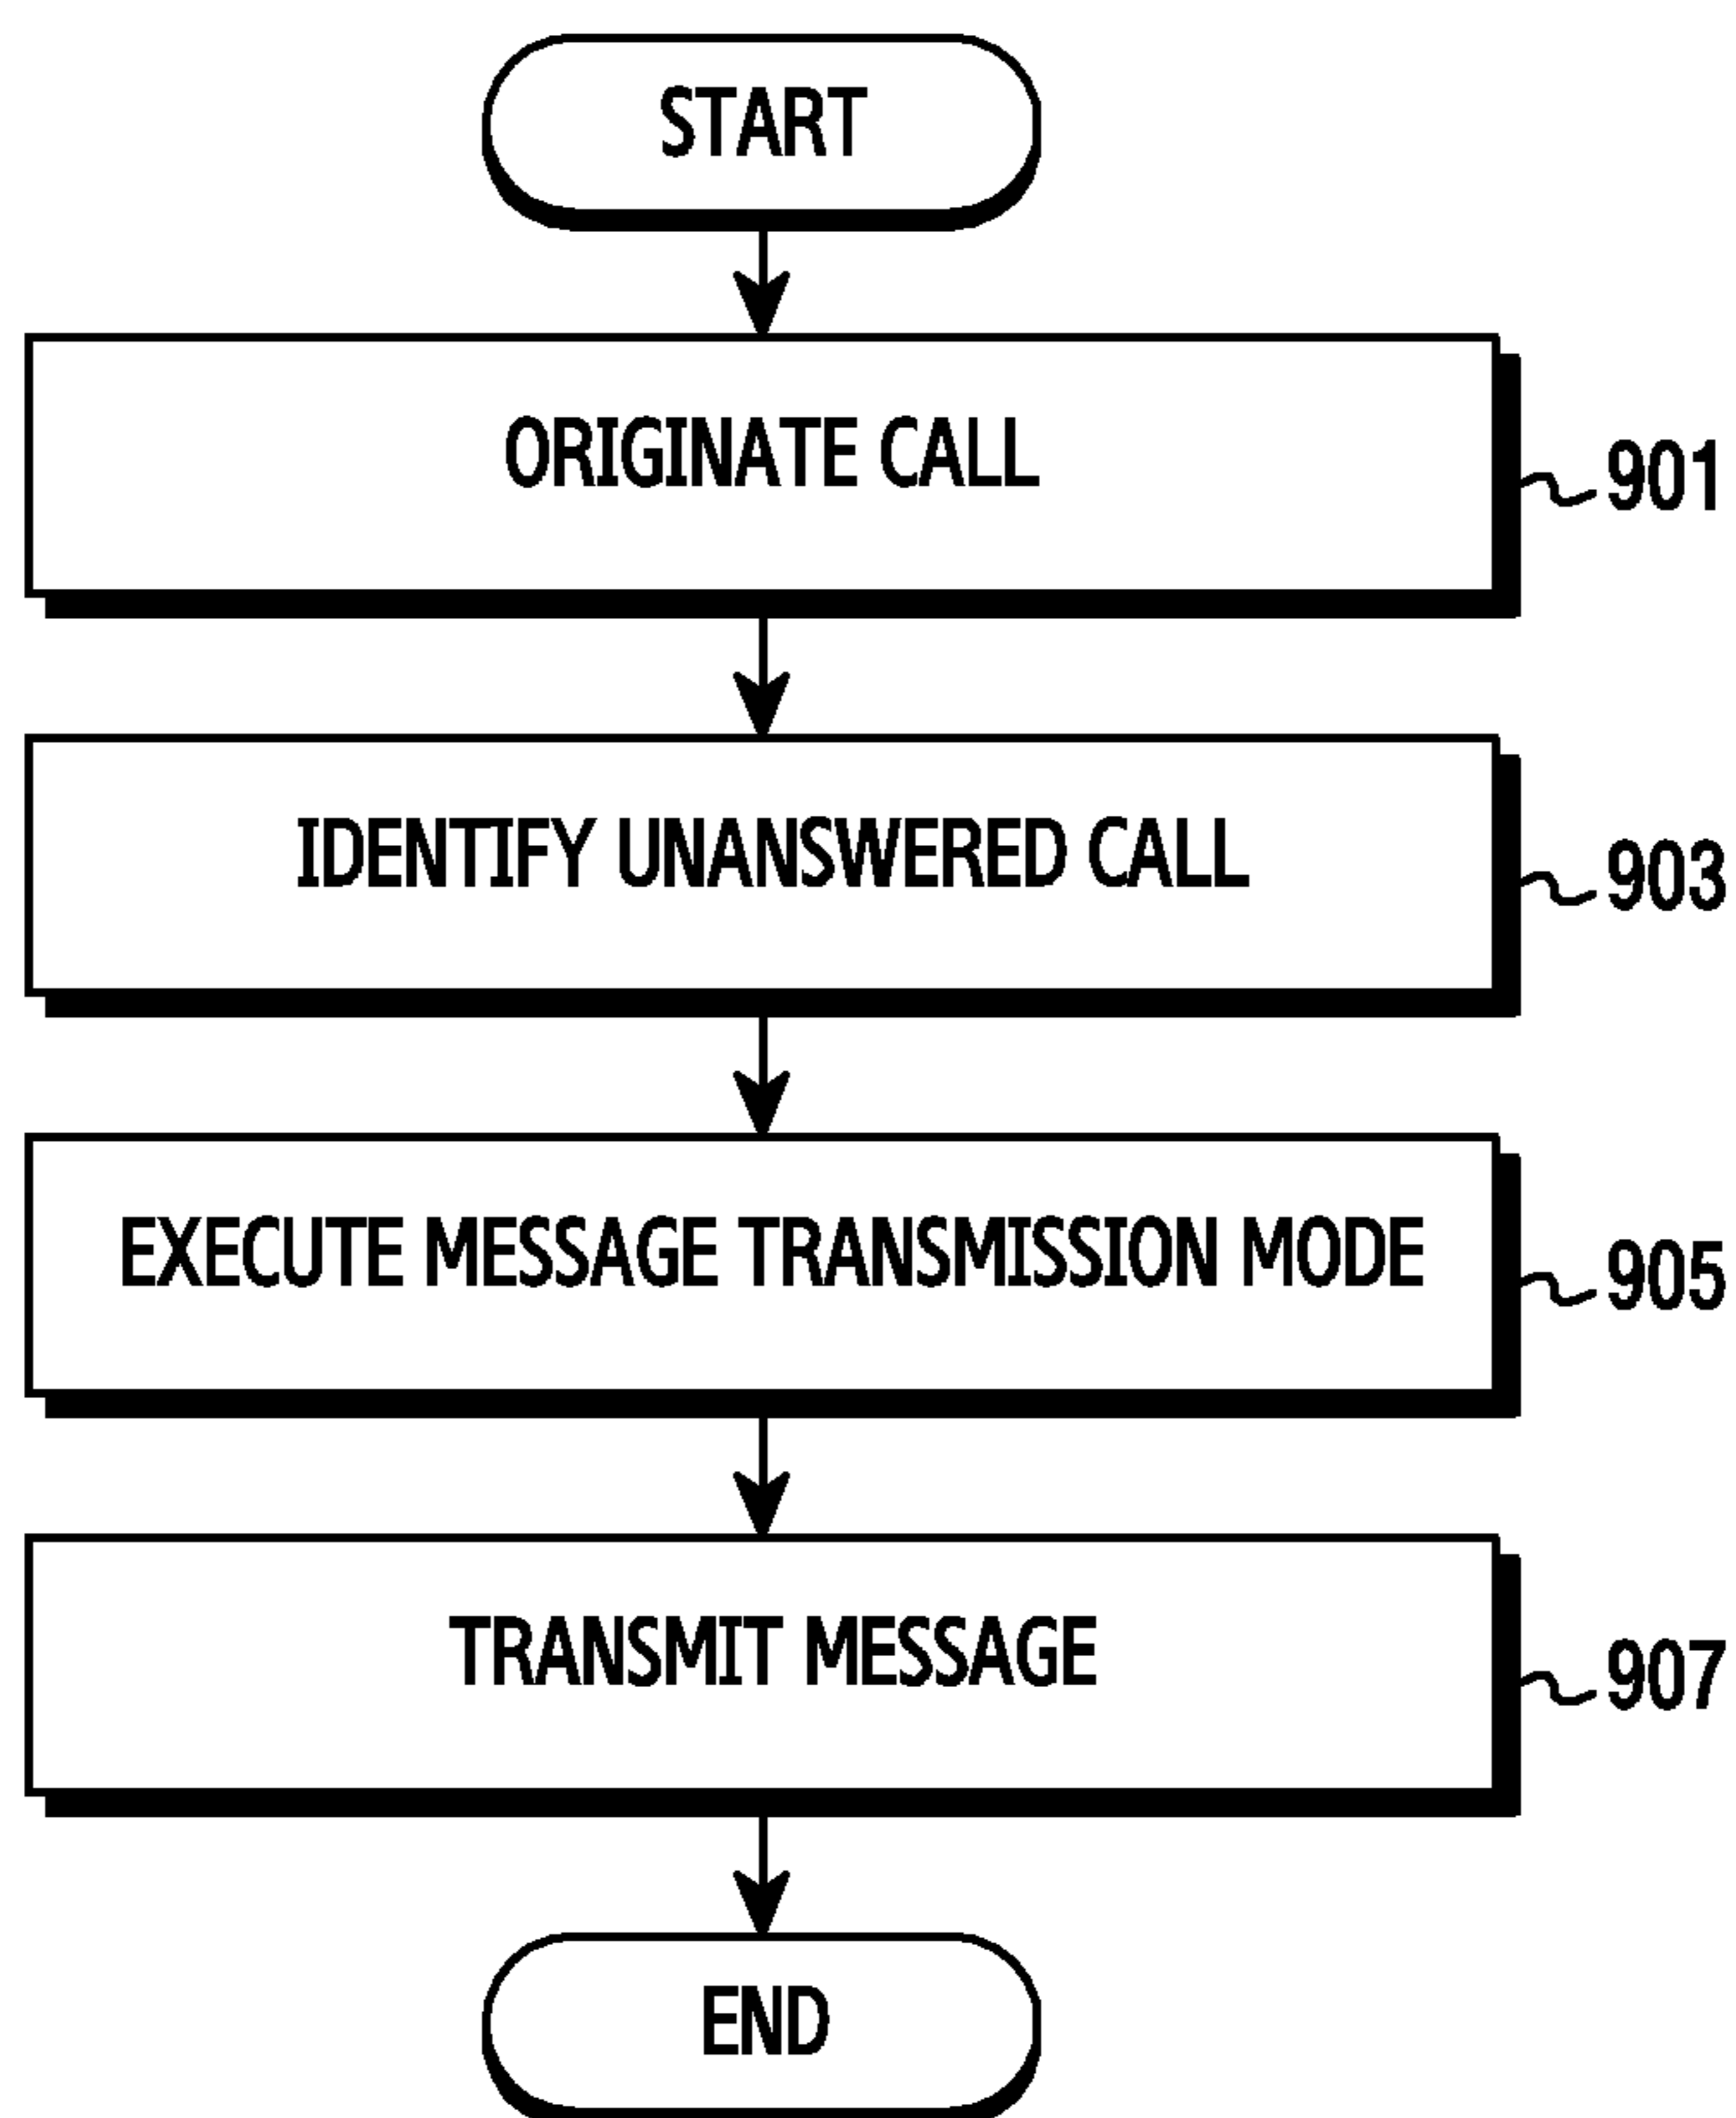 START
ORIGINATE CALL
901
IDENTIFY UNANSWERED CALL
903
EXECUTE MESSAGE TRANSMISSION MODE
905
TRANSMIT MESSAGE
907
END